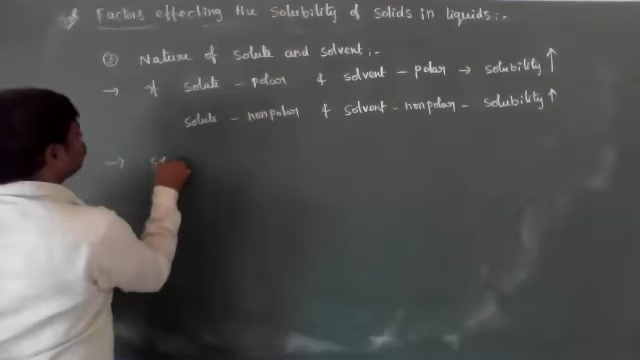 Factors effecting the solubility of solids in liquids:-
③ Nature of solute and solvent:-
→ If solute - polar & solvent - polar → solubility ↑
solute - nonpolar & solvent - nonpolar - solubility ↑
→